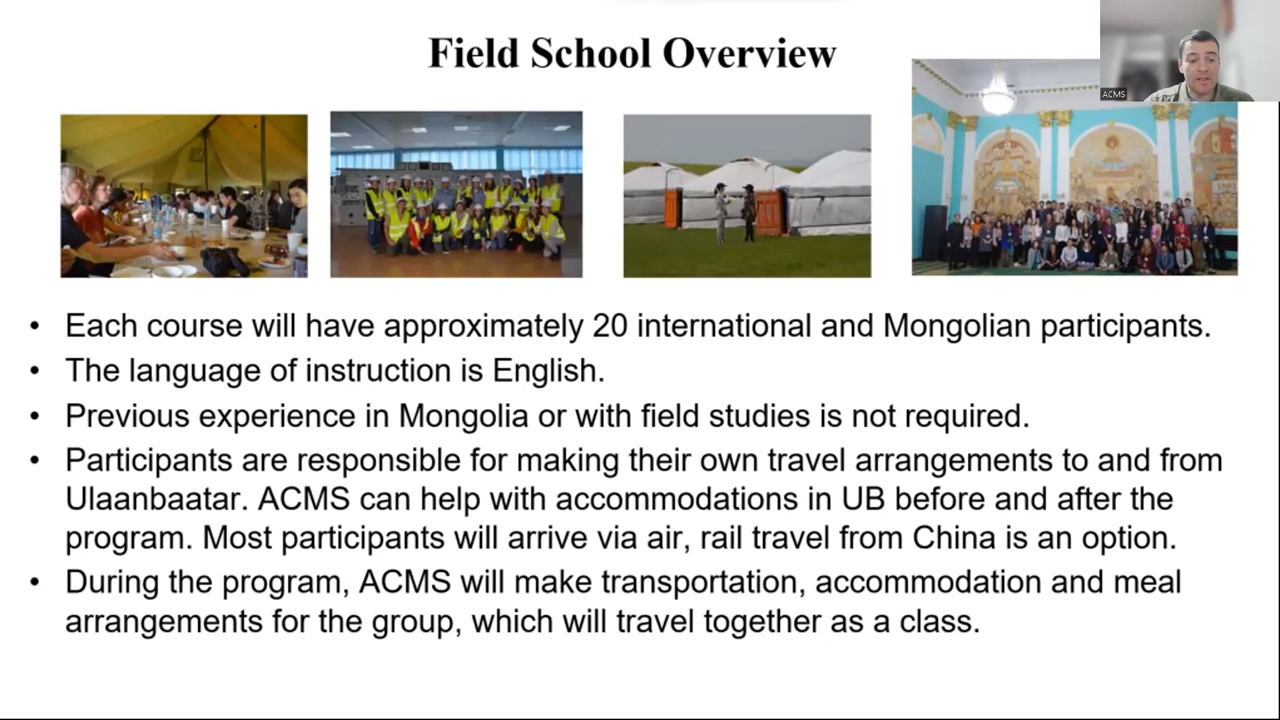 Field School Overview
ACMS
• Each course will have approximately 20 international and Mongolian participants.
• The language of instruction is English.
• Previous experience in Mongolia or with field studies is not required.
• Participants are responsible for making their own travel arrangements to and from
Ulaanbaatar. ACMS can help with accommodations in UB before and after the
program. Most participants will arrive via air, rail travel from China is an option.
• During the program, ACMS will make transportation, accommodation and meal
arrangements for the group, which will travel together as a class.